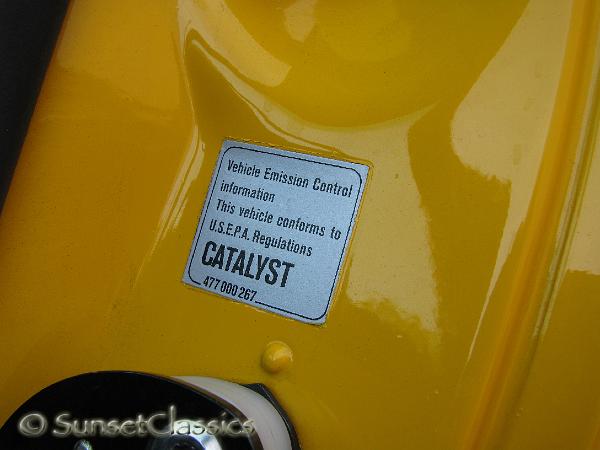 Vehicle Emission Control
information
This vehicle conforms to
U.S.E.P.A. Regulations
CATALYST
477 000 267
© SunsetClassics